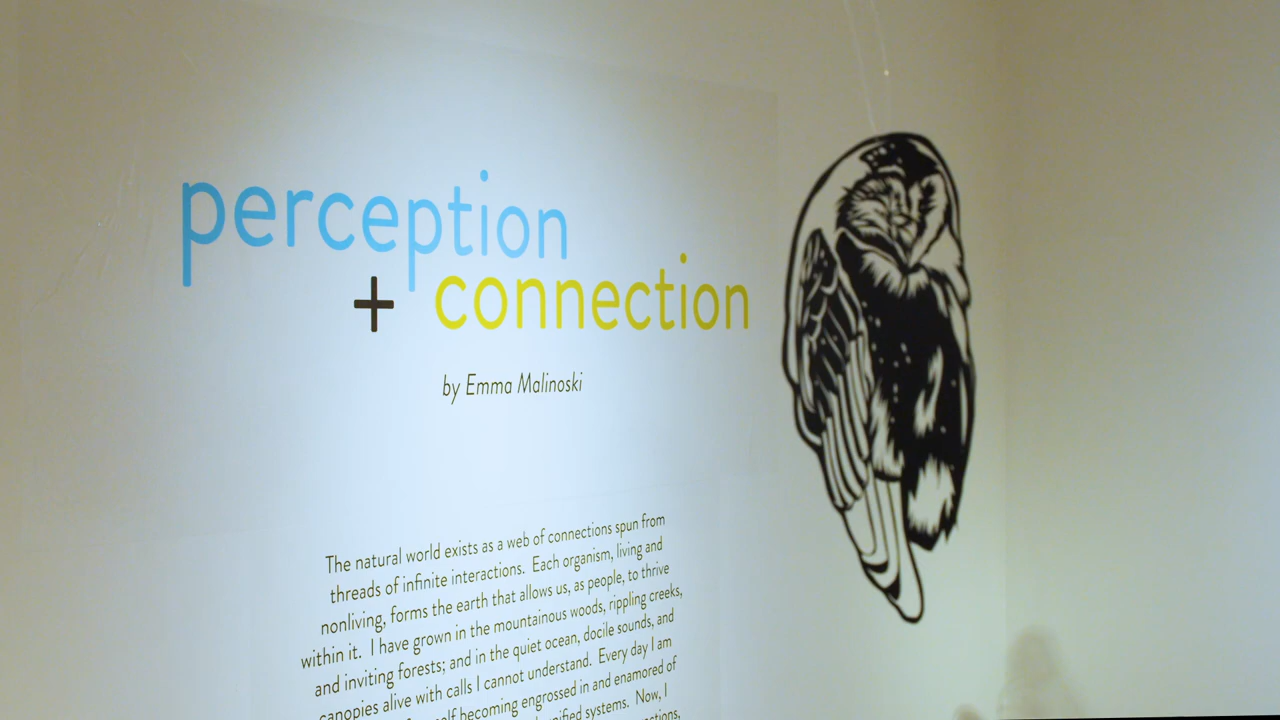 perception
+ connection
by Emma Malinoski
The natural world exists as a web of connections spun from
threads of infinite interactions. Each organism, living and
nonliving, forms the earth that allows us, as people, to thrive
within it. I have grown in the mountainous woods, rippling creeks,
and inviting forests; and in the quiet ocean, docile sounds, and
canopies alive with calls I cannot understand. Every day I am
becoming engrossed in and enamored of
systems. Now, I